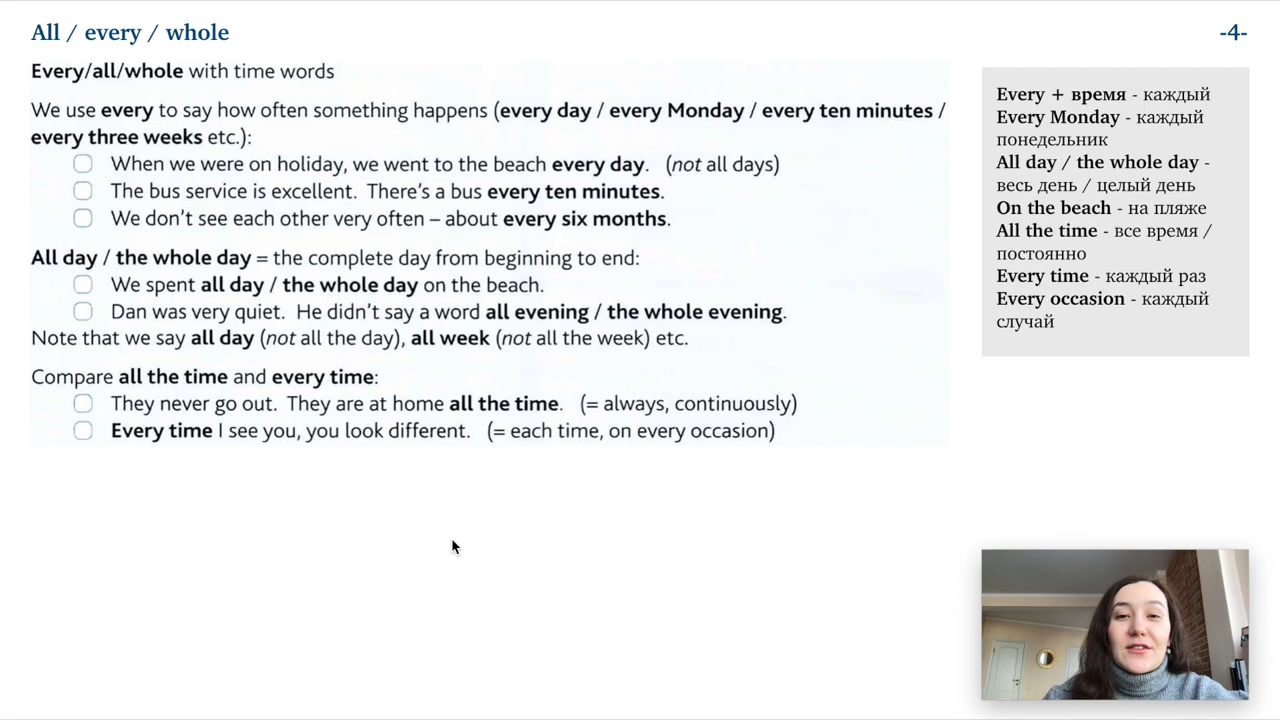 All / every / whole
-4-
Every/all/whole with time words
We use every to say how often something happens (every day / every Monday / every ten minutes /
every three weeks etc.):
When we were on holiday, we went to the beach every day. (not all days)
The bus service is excellent. There's a bus every ten minutes.
We don't see each other very often – about every six months.
All day / the whole day = the complete day from beginning to end:
We spent all day / the whole day on the beach.
Dan was very quiet. He didn't say a word all evening / the whole evening.
Note that we say all day (not all the day), all week (not all the week) etc.
Compare all the time and every time:
They never go out. They are at home all the time. (= always, continuously)
Every time I see you, you look different. (= each time, on every occasion)
Every + время - каждый
Every Monday - каждый
понедельник
All day / the whole day -
весь день / целый день
On the beach - на пляже
All the time - все время /
постоянно
Every time - каждый раз
Every occasion - каждый
случай